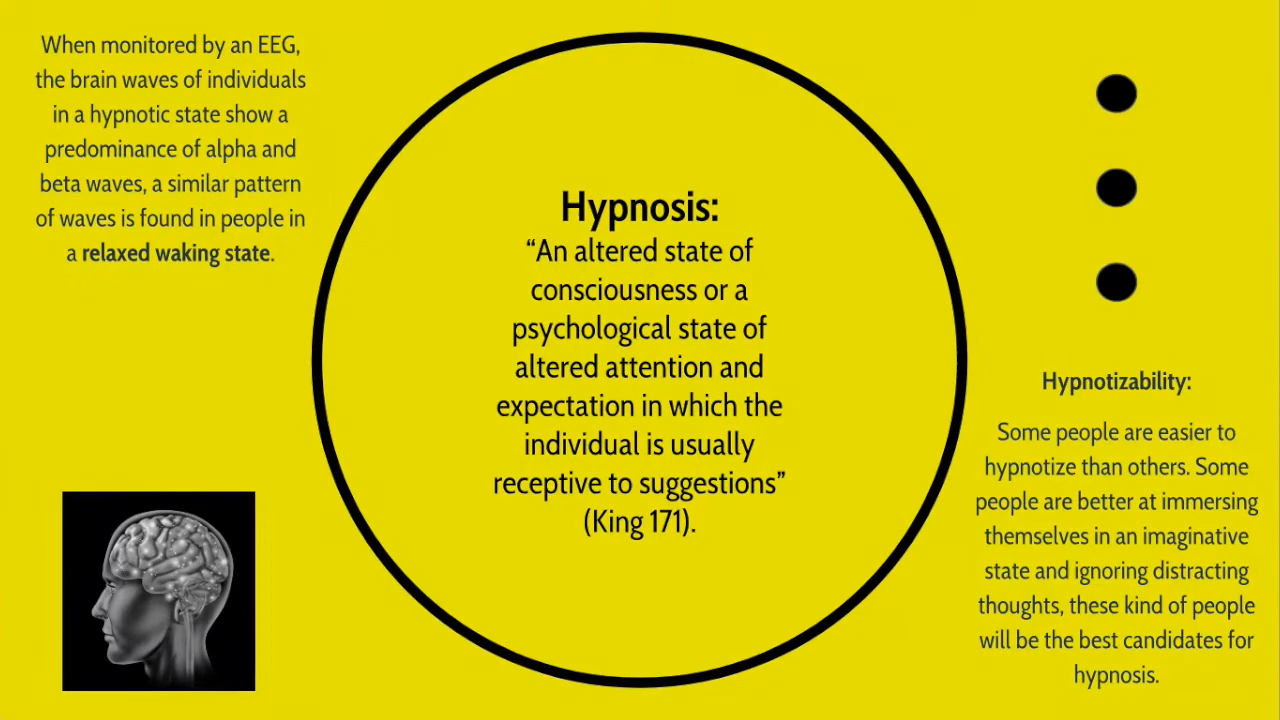 When monitored by an EEG,
the brain waves of individuals
in a hypnotic state show a
predominance of alpha and
beta waves, a similar pattern
of waves is found in people in
a relaxed waking state.
Hypnosis:
“An altered state of
consciousness or a
psychological state of
altered attention and
expectation in which the
individual is usually
receptive to suggestions”
(King 171).
Hypnotizability:
Some people are easier to
hypnotize than others. Some
people are better at immersing
themselves in an imaginative
state and ignoring distracting
thoughts, these kind of people
will be the best candidates for
hypnosis.